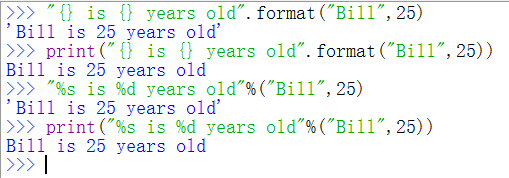 >>> "{} is {} years old".format("Bill",25)
'Bill is 25 years old'
>>> print("{} is {} years old".format("Bill",25))
Bill is 25 years old
>>> "%s is %d years old"%("Bill",25)
'Bill is 25 years old'
>>> print("%s is %d years old"%("Bill",25))
Bill is 25 years old
>>>